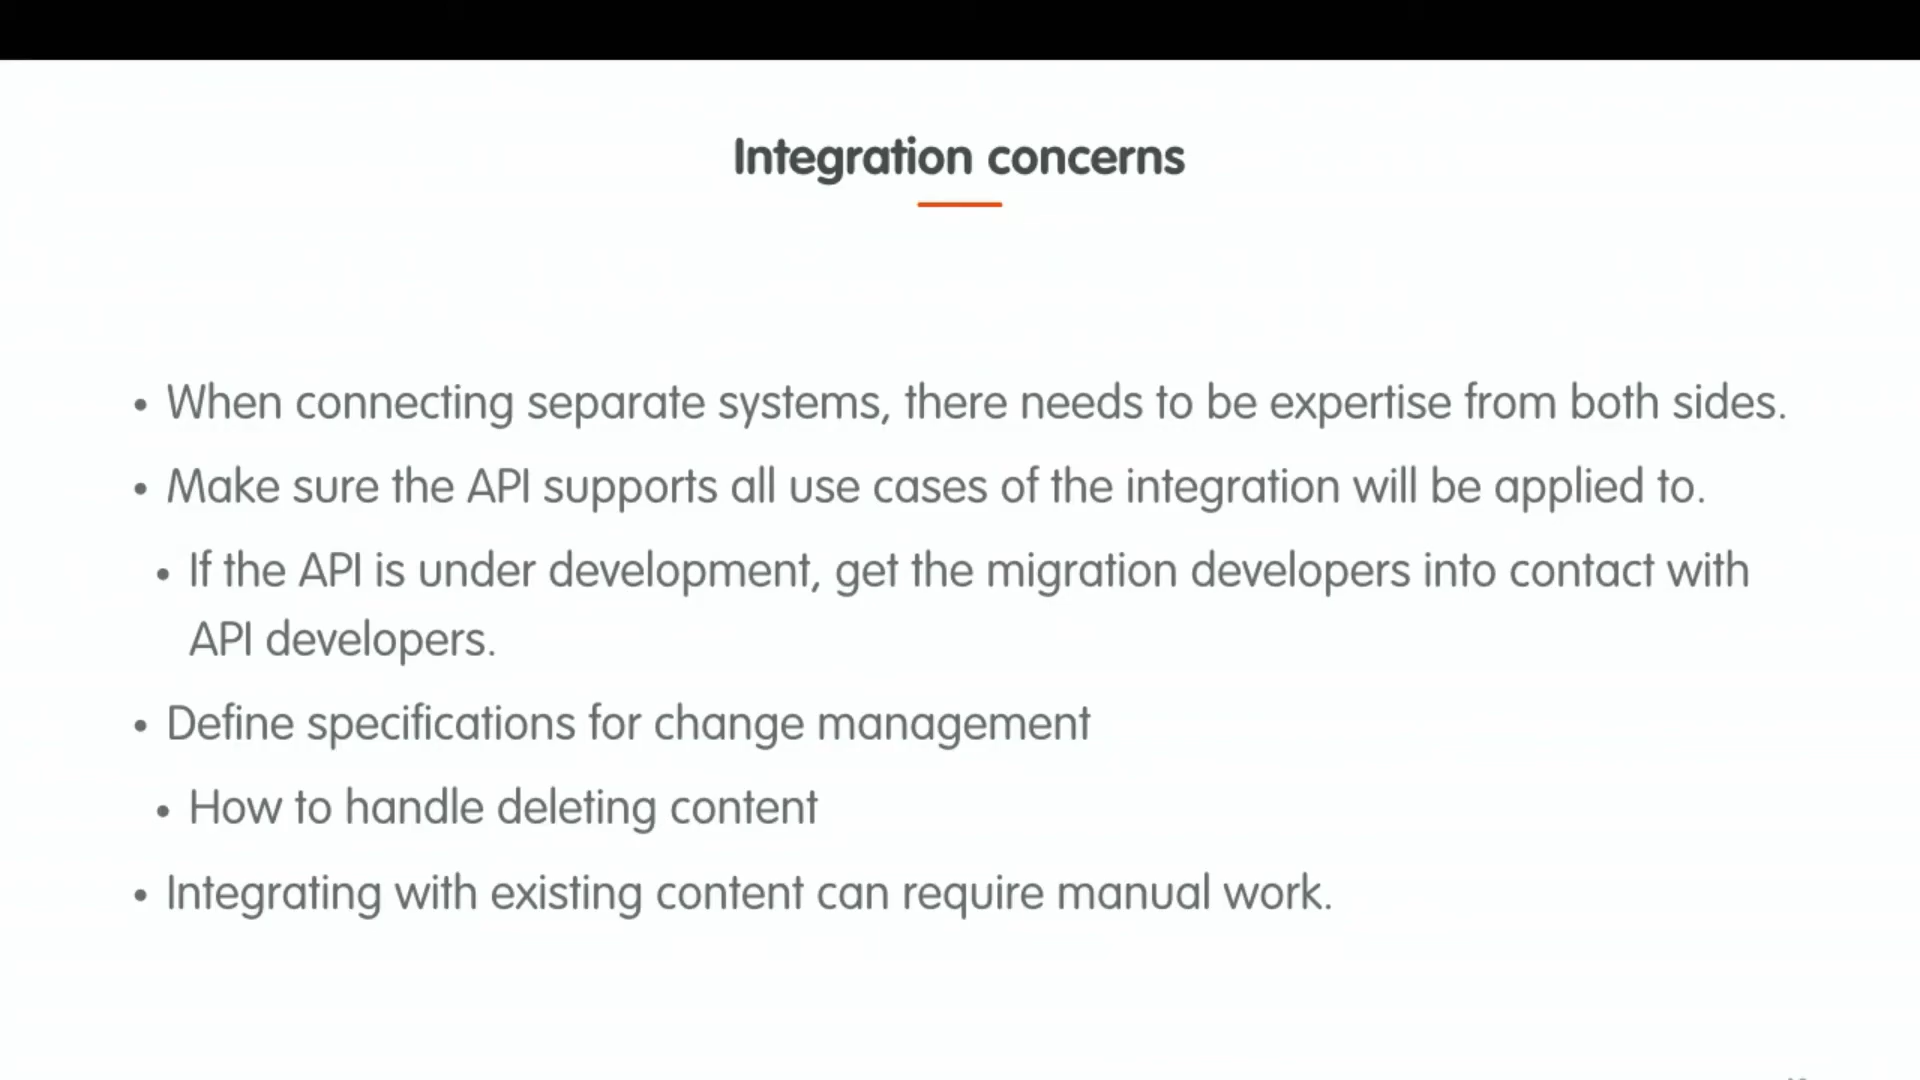 Integration concerns
• When connecting separate systems, there needs to be expertise from both sides.
• Make sure the API supports all use cases of the integration will be applied to.
• If the API is under development, get the migration developers into contact with
API developers.
• Define specifications for change management
• How to handle deleting content
• Integrating with existing content can require manual work.